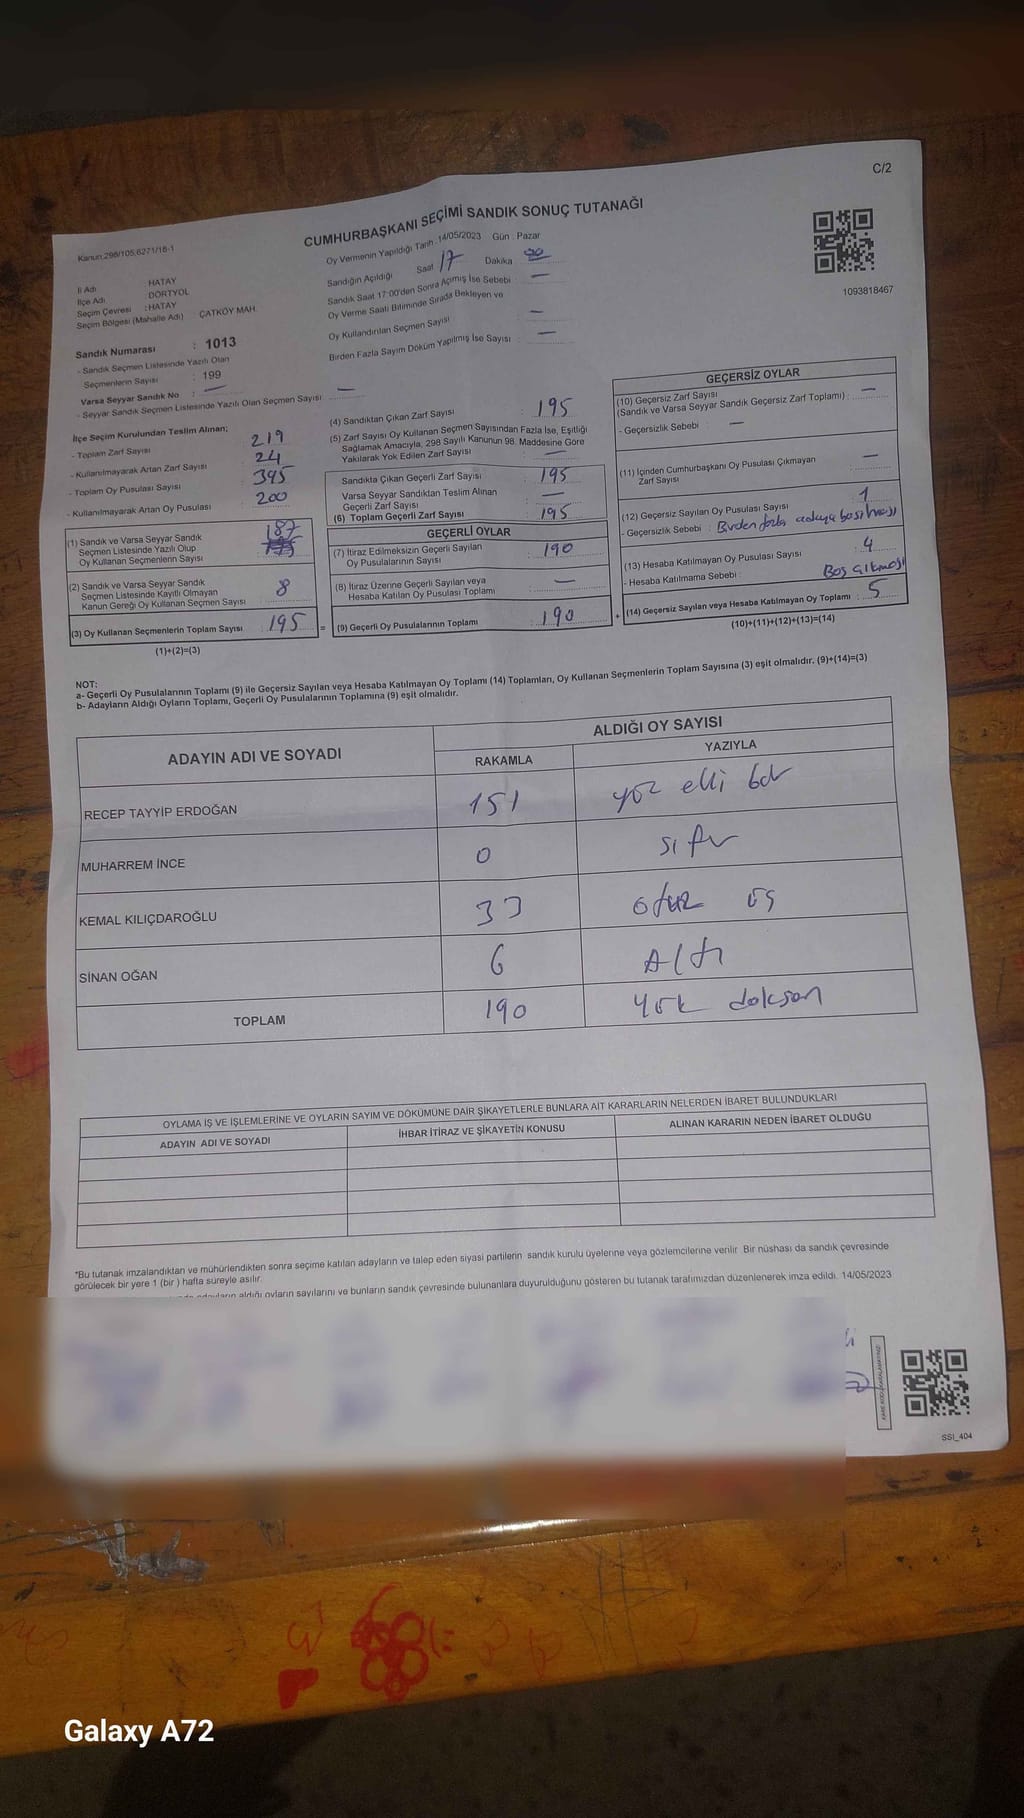 C/2
CUMHURBAŞKANI SEÇİMİ SANDIK SONUÇ TUTANAĞI
Kanun:298/105,6271/18-1
Oy Vermenin Yapıldığı Tarih :14/05/2023 Gün : Pazar
Sandığın Açıldığı Saat 17 Dakika 00
Sandık Saat 17:00'den Sonra Açımış İse Sebebi —
Oy Verme Saati Bitiminde Sırada Bekleyen ve
Oy Kullandırılan Seçmen Sayısı —
Birden Fazla Sayım Döküm Yapılmış İse Sayısı : —
1093818467
İl Adı HATAY
İlçe Adı DÖRTYOL
Seçim Çevresi : HATAY
Seçim Bölgesi (Mahalle Adı) ÇATKÖY MAH.
Sandık Numarası : 1013
- Sandık Seçmen Listesinde Yazılı Olan
Seçmenlerin Sayısı : 199
Varsa Seyyar Sandık No : —
- Seyyar Sandık Seçmen Listesinde Yazılı Olan Seçmen Sayısı : —
İlçe Seçim Kurulundan Teslim Alınan;
- Toplam Zarf Sayısı 219
- Kullanılmayarak Artan Zarf Sayısı 24
- Toplam Oy Pusulası Sayısı 395
- Kullanılmayarak Artan Oy Pusulası 200
(1) Sandık ve Varsa Seyyar Sandık
Seçmen Listesinde Yazılı Olup
Oy Kullanan Seçmenlerin Sayısı 187
(2) Sandık ve Varsa Seyyar Sandık
Seçmen Listesinde Kayıtlı Olmayan
Kanun Gereği Oy Kullanan Seçmen Sayısı : 8
(3) Oy Kullanan Seçmenlerin Toplam Sayısı : 195 =
(1)+(2)=(3)
(4) Sandıktan Çıkan Zarf Sayısı : 195
(5) Zarf Sayısı Oy Kullanan Seçmen Sayısından Fazla İse, Eşitliği
Sağlamak Amacıyla, 298 Sayılı Kanunun 98. Maddesine Göre
Yakılarak Yok Edilen Zarf Sayısı —
Sandıkta Çıkan Geçerli Zarf Sayısı : 195
Varsa Seyyar Sandıktan Teslim Alınan
Geçerli Zarf Sayısı —
(6) Toplam Geçerli Zarf Sayısı : 195
GEÇERLİ OYLAR
(7) İtiraz Edilmeksizin Geçerli Sayılan
Oy Pusulalarının Sayısı : 190
(8) İtiraz Üzerine Geçerli Sayılan veya
Hesaba Katılan Oy Pusulası Toplamı : —
(9) Geçerli Oy Pusulalarının Toplamı : 190 +
GEÇERSİZ OYLAR
(10) Geçersiz Zarf Sayısı
(Sandık ve Varsa Seyyar Sandık Geçersiz Zarf Toplamı) : —
- Geçersizlik Sebebi : —
(11) İçinden Cumhurbaşkanı Oy Pusulası Çıkmayan
Zarf Sayısı : —
(12) Geçersiz Sayılan Oy Pusulası Sayısı : 1
- Geçersizlik Sebebi : Birden fazla adaya basılması
(13) Hesaba Katılmayan Oy Pusulası Sayısı : 4
- Hesaba Katılmama Sebebi : Boş çıkması
(14) Geçersiz Sayılan veya Hesaba Katılmayan Oy Toplamı : 5
(10)+(11)+(12)+(13)=(14)
NOT:
a- Geçerli Oy Pusulalarının Toplamı (9) ile Geçersiz Sayılan veya Hesaba Katılmayan Oy Toplamı (14) Toplamları, Oy Kullanan Seçmenlerin Toplam Sayısına (3) eşit olmalıdır. (9)+(14)=(3)
b- Adayların Aldığı Oyların Toplamı, Geçerli Oy Pusulalarının Toplamına (9) eşit olmalıdır.
ADAYIN ADI VE SOYADI ALDIĞI OY SAYISI
RAKAMLA YAZIYLA
RECEP TAYYİP ERDOĞAN 151 yüz elli bir
MUHARREM İNCE 0 sıfır
KEMAL KILIÇDAROĞLU 33 otuz üç
SİNAN OĞAN 6 Altı
TOPLAM 190 yüz doksan
OYLAMA İŞ VE İŞLEMLERİNE VE OYLARIN SAYIM VE DÖKÜMÜNE DAİR ŞİKAYETLERLE BUNLARA AİT KARARLARIN NELERDEN İBARET BULUNDUKLARI
ADAYIN ADI VE SOYADI İHBAR İTİRAZ VE ŞİKAYETİN KONUSU ALINAN KARARIN NEDEN İBARET OLDUĞU
*Bu tutanak imzalandıktan ve mühürlendikten sonra seçime katılan adayların ve talep eden siyasi partilerin sandık kurulu üyelerine veya gözlemcilerine verilir. Bir nüshası da sandık çevresinde
görülecek bir yere 1 (bir ) hafta süreyle asılır.
adayların aldığı oyların sayılarını ve bunların sandık çevresinde bulunanlara duyurulduğunu gösteren bu tutanak tarafımızdan düzenlenerek imza edildi. 14/05/2023
SSI_404
Galaxy A72